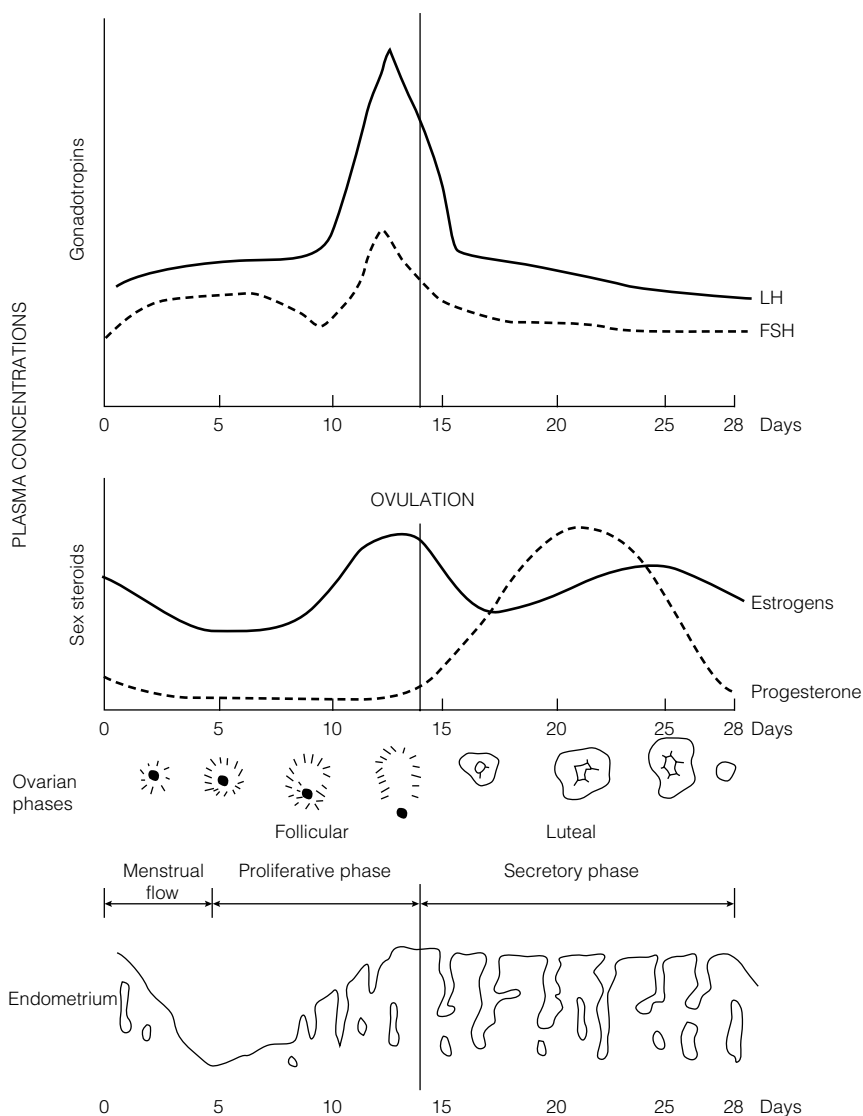 PLASMA CONCENTRATIONS
Gonadotropins
LH
FSH
0 5 10 15 20 25 28 Days
OVULATION
Sex steroids
Estrogens
Progesterone
0 5 10 15 20 25 28 Days
Ovarian
phases
Follicular Luteal
Menstrual
flow
Proliferative phase
Secretory phase
Endometrium
0 5 10 15 20 25 28 Days